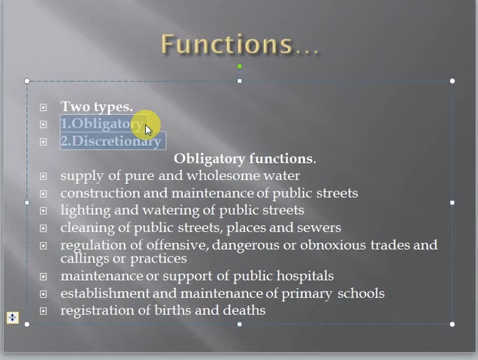 Functions...
Two types.
1.Obligatory
2.Discretionary
Obligatory functions.
supply of pure and wholesome water
construction and maintenance of public streets
lighting and watering of public streets
cleaning of public streets, places and sewers
regulation of offensive, dangerous or obnoxious trades and
callings or practices
maintenance or support of public hospitals
establishment and maintenance of primary schools
registration of births and deaths